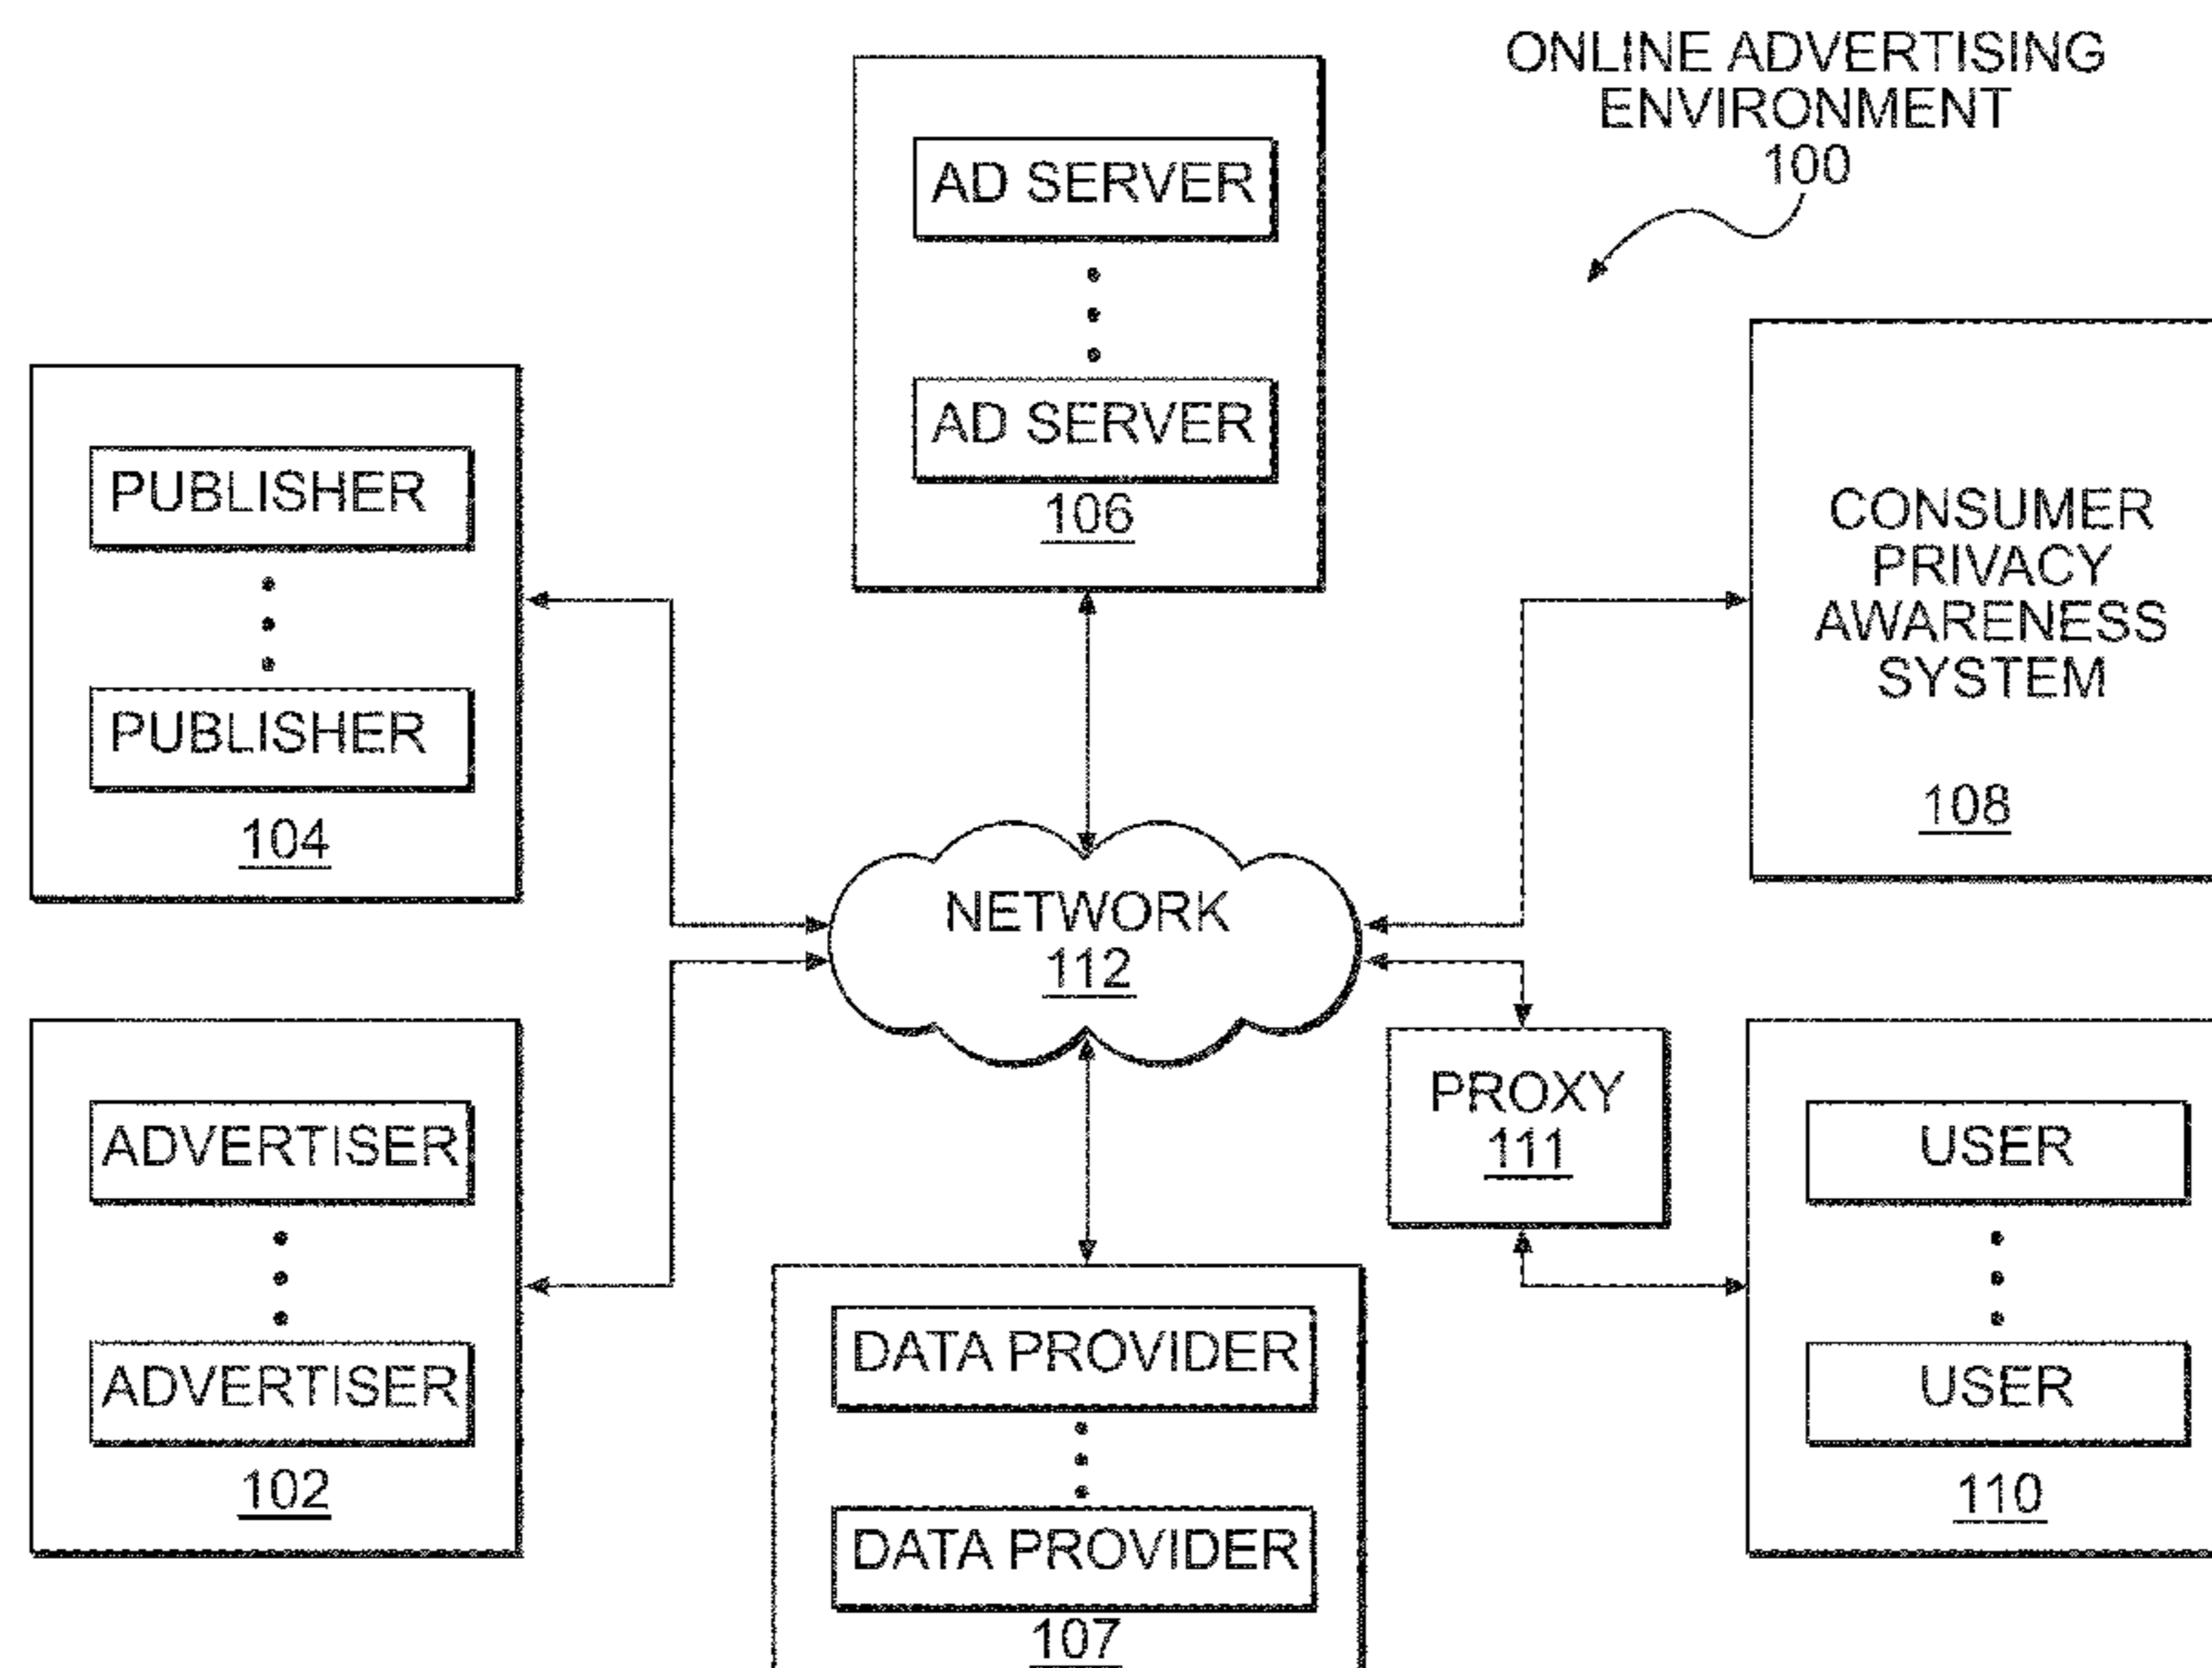 ONLINE ADVERTISING
ENVIRONMENT
100
AD SERVER
AD SERVER
106
PUBLISHER
PUBLISHER
104
CONSUMER
PRIVACY
AWARENESS
SYSTEM
108
NETWORK
112
ADVERTISER
ADVERTISER
102
PROXY
111
USER
USER
110
DATA PROVIDER
DATA PROVIDER
107